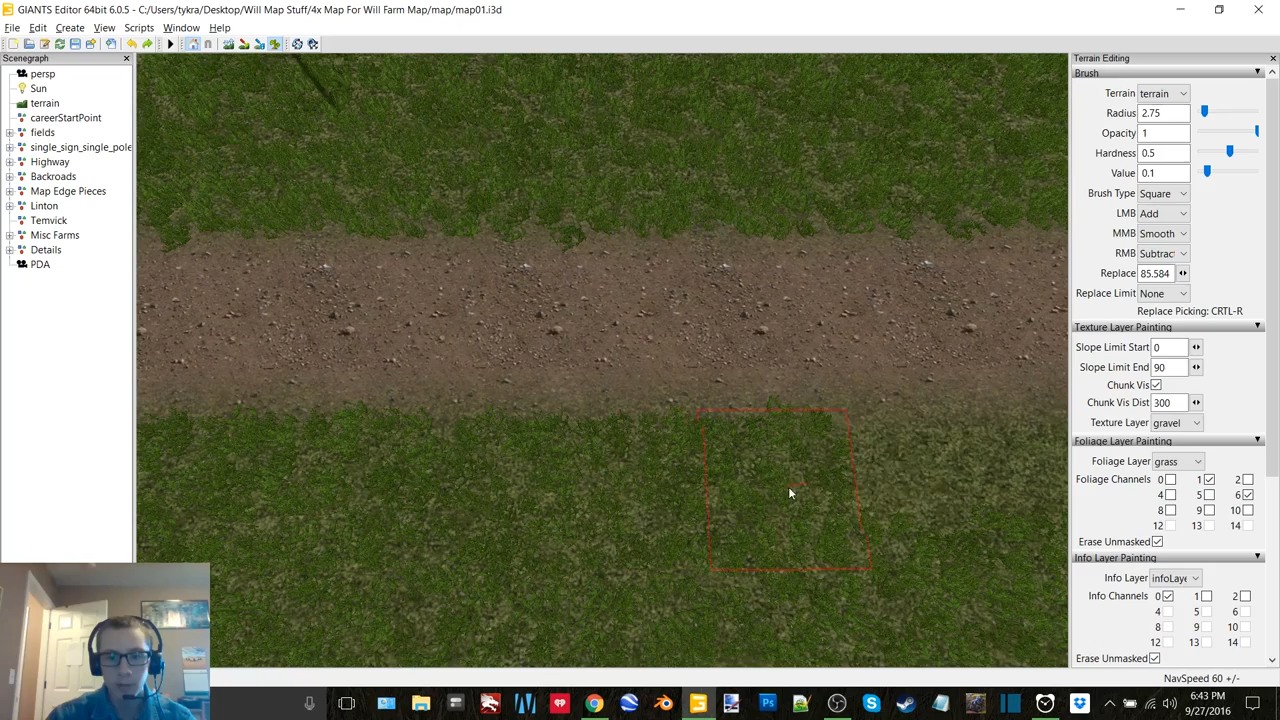 GIANTS Editor 64bit 6.0.5 - C:/Users/tykra/Desktop/Will Map Stuff/4x Map For Will Farm Map/map/map01.i3d
File Edit Create View Scripts Window Help
Scenegraph
persp
Sun
terrain
careerStartPoint
fields
single_sign_single_pole
Highway
Backroads
Map Edge Pieces
Linton
Temvick
Misc Farms
Details
PDA
Terrain Editing
Brush
Terrain terrain
Radius 2.75
Opacity 1
Hardness 0.5
Value 0.1
Brush Type Square
LMB Add
MMB Smooth
RMB Subtract
Replace 85.584
Replace Limit None
Replace Picking: CRTL-R
Texture Layer Painting
Slope Limit Start 0
Slope Limit End 90
Chunk Vis
Chunk Vis Dist 300
Texture Layer gravel
Foliage Layer Painting
Foliage Layer grass
Foliage Channels 0 1 2
4 5 6
8 9 10
12 13 14
Erase Unmasked
Info Layer Painting
Info Layer infoLaye
Info Channels 0 1 2
4 5 6
8 9 10
12 13 14
Erase Unmasked
NavSpeed 60 +/-
6:43 PM
9/27/2016